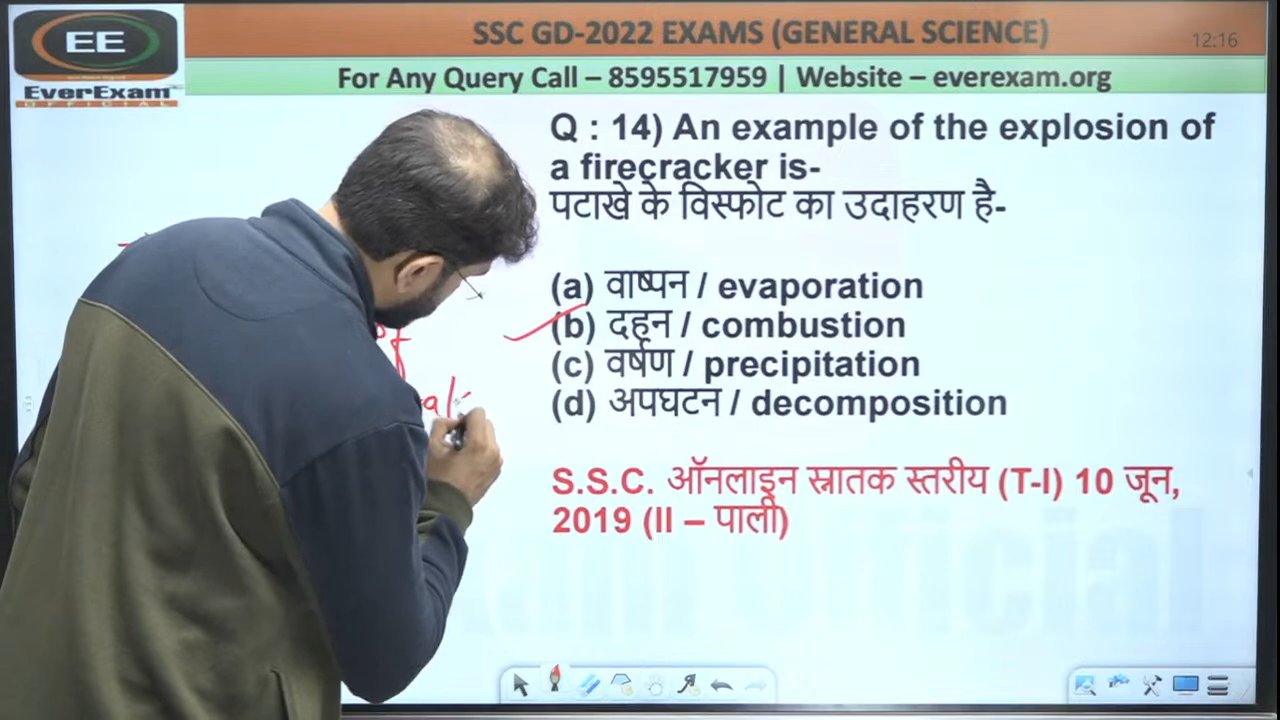 EE
EverExam
OFFICIAL
SSC GD-2022 EXAMS (GENERAL SCIENCE)
12:16
For Any Query Call – 8595517959 | Website – everexam.org
Q : 14) An example of the explosion of
a firecracker is-
पटाखे के विस्फोट का उदाहरण है-
(a) वाष्पन / evaporation
(b) दहन / combustion
(c) वर्षण / precipitation
(d) अपघटन / decomposition
S.S.C. ऑनलाइन स्नातक स्तरीय (T-I) 10 जून,
2019 (II – पाली)